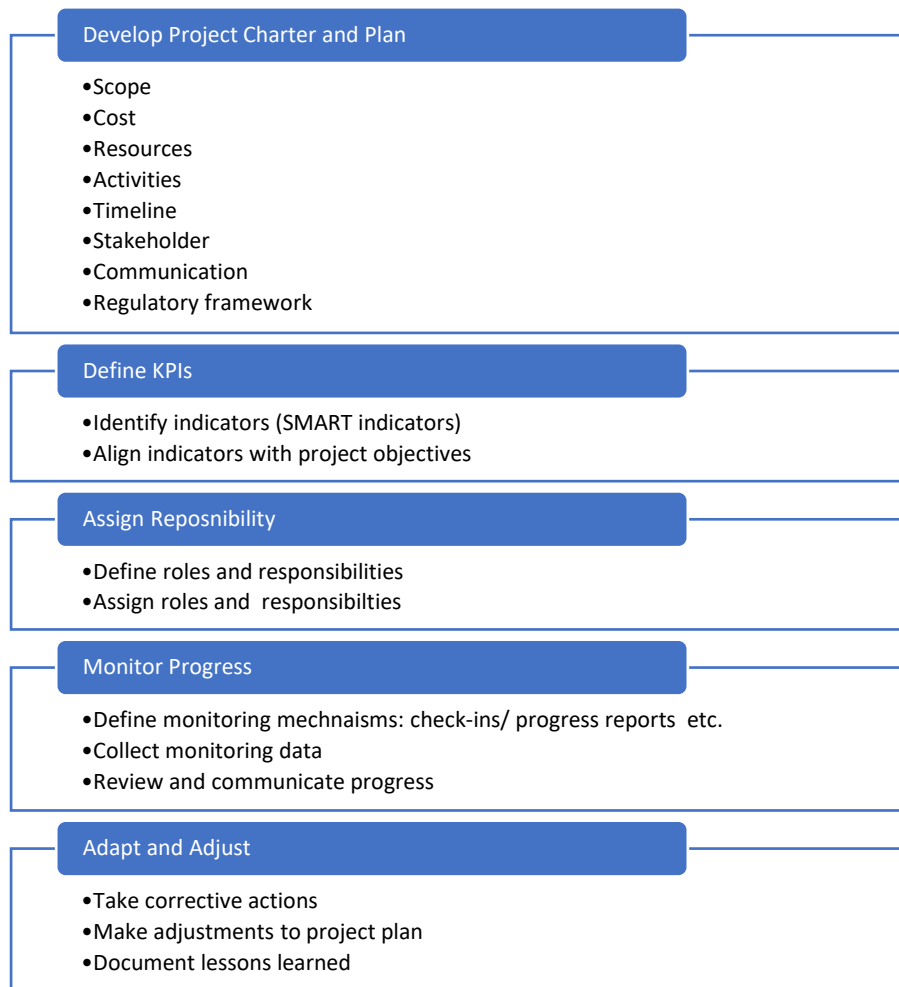 Develop Project Charter and Plan
•Scope
•Cost
•Resources
•Activities
•Timeline
•Stakeholder
•Communication
•Regulatory framework
Define KPIs
•Identify indicators (SMART indicators)
•Align indicators with project objectives
Assign Reposnibility
•Define roles and responsibilities
•Assign roles and  responsibilties
Monitor Progress
•Define monitoring mechnaisms: check-ins/ progress reports  etc.
•Collect monitoring data
•Review and communicate progress
Adapt and Adjust
•Take corrective actions
•Make adjustments to project plan
•Document lessons learned